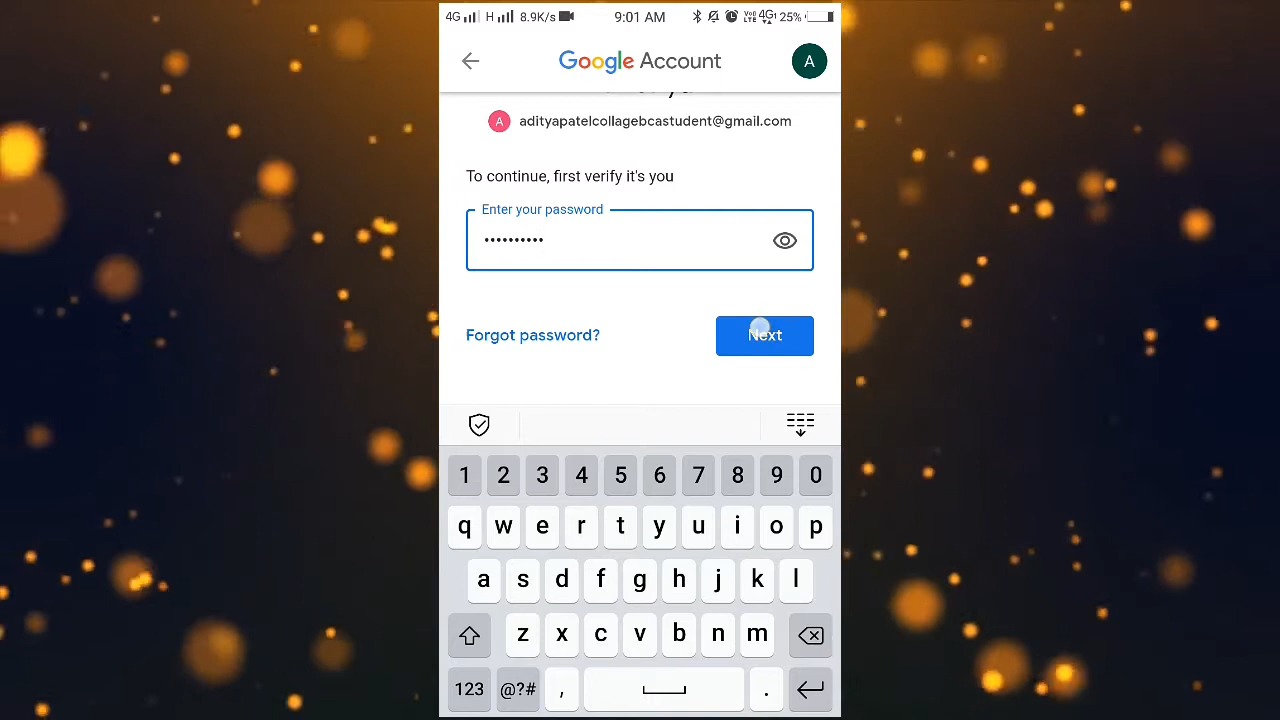 4G H 8.9K/s 9:01 AM 4G 25%
Google Account A
A adityapatelcollagebcastudent@gmail.com
To continue, first verify it's you
Enter your password
••••••••••
Forgot password? Next
1 2 3 4 5 6 7 8 9 0
q w e r t y u i o p
a s d f g h j k l
z x c v b n m
123 @?# , .